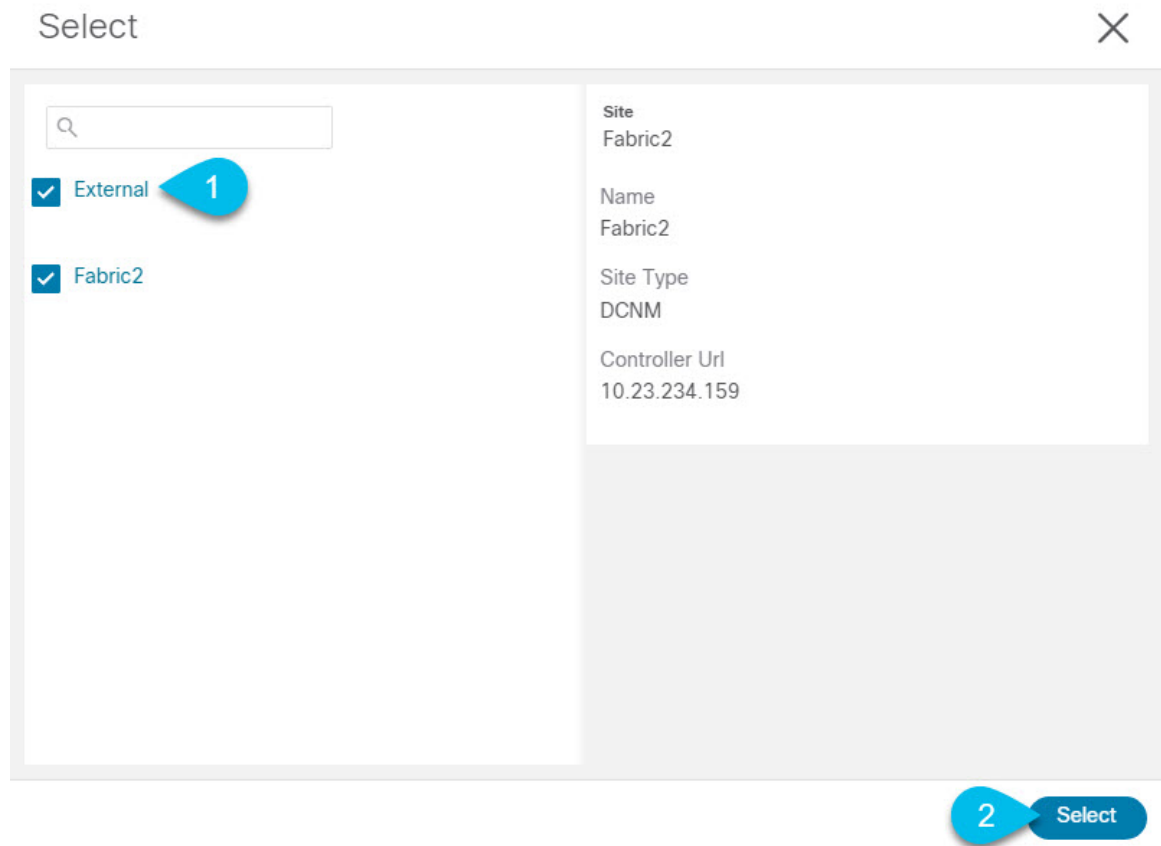 Select
External
1
Fabric2
Site
Fabric2
Name
Fabric2
Site Type
DCNM
Controller Url
10.23.234.159
2
Select